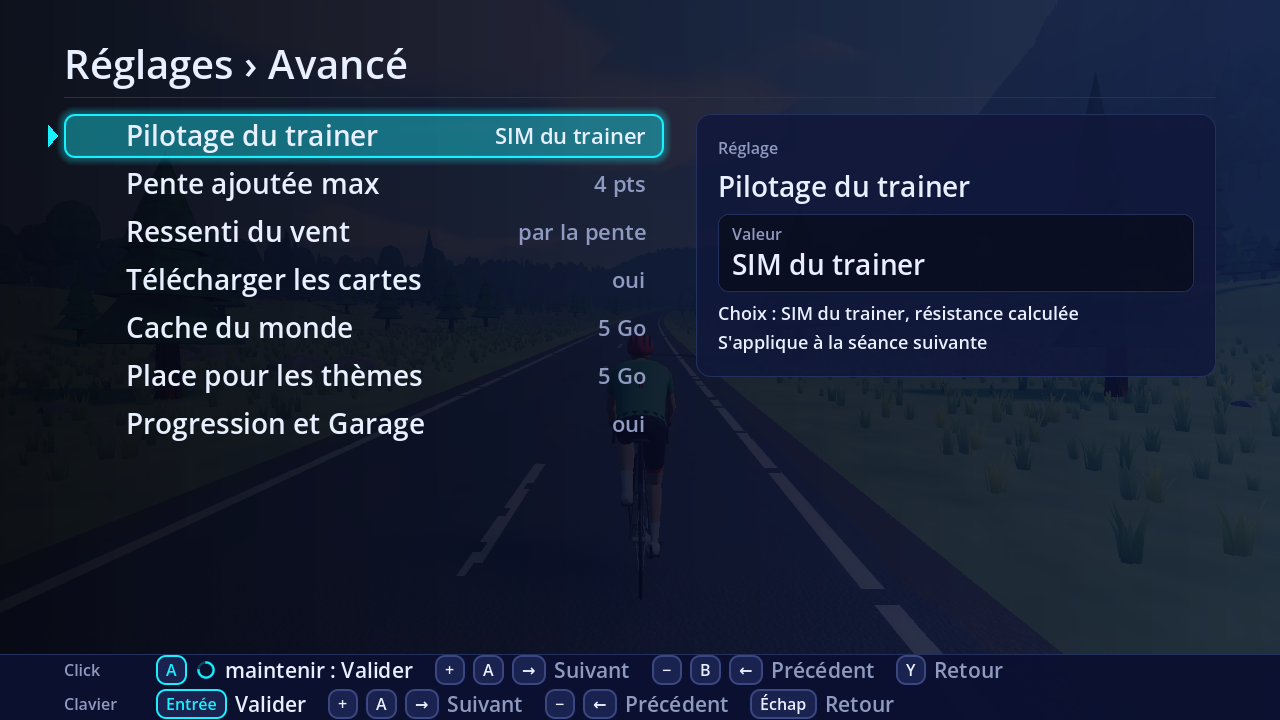 Réglages › Avancé
Pilotage du trainer SIM du trainer
Pente ajoutée max 4 pts
Ressenti du vent par la pente
Télécharger les cartes oui
Cache du monde 5 Go
Place pour les thèmes 5 Go
Progression et Garage oui
Réglage
Pilotage du trainer
Valeur
SIM du trainer
Choix : SIM du trainer, résistance calculée
S'applique à la séance suivante
Click A maintenir : Valider + A → Suivant − B ← Précédent Y Retour
Clavier Entrée Valider + A → Suivant − ← Précédent Échap Retour